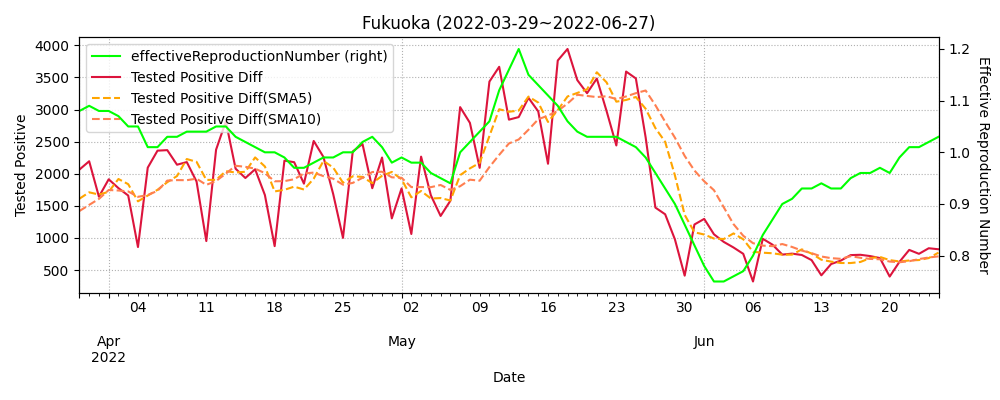 Fukuoka (2022-03-29~2022-06-27)
effectiveReproductionNumber (right)
Tested Positive Diff
Tested Positive Diff(SMA5)
Tested Positive Diff(SMA10)
Tested Positive
4000
3500
3000
2500
2000
1500
1000
500
1.2
1.1
1.0
0.9
0.8
Effective Reproduction Number
04 11 18 25 02 09 16 23 30 06 13 20
Apr May Jun
2022
Date